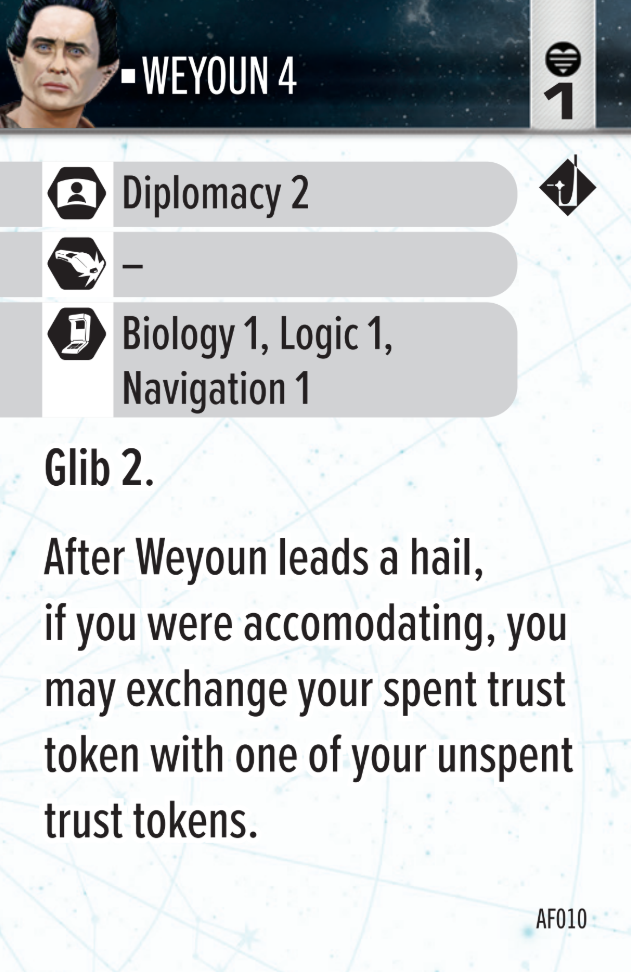 ▪ WEYOUN 4
1
Diplomacy 2
–
Biology 1, Logic 1,
Navigation 1
Glib 2.
After Weyoun leads a hail,
if you were accomodating, you
may exchange your spent trust
token with one of your unspent
trust tokens.
AF010